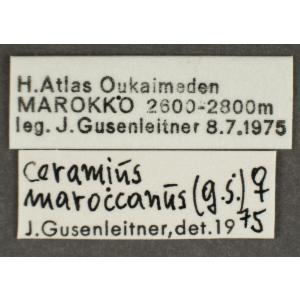 H.Atlas Oukaimeden
MAROKKO 2600-2800m
leg. J.Gusenleitner 8.7.1975
ceramius
maroccanus (g.s.) ♀
J.Gusenleitner,det.1975